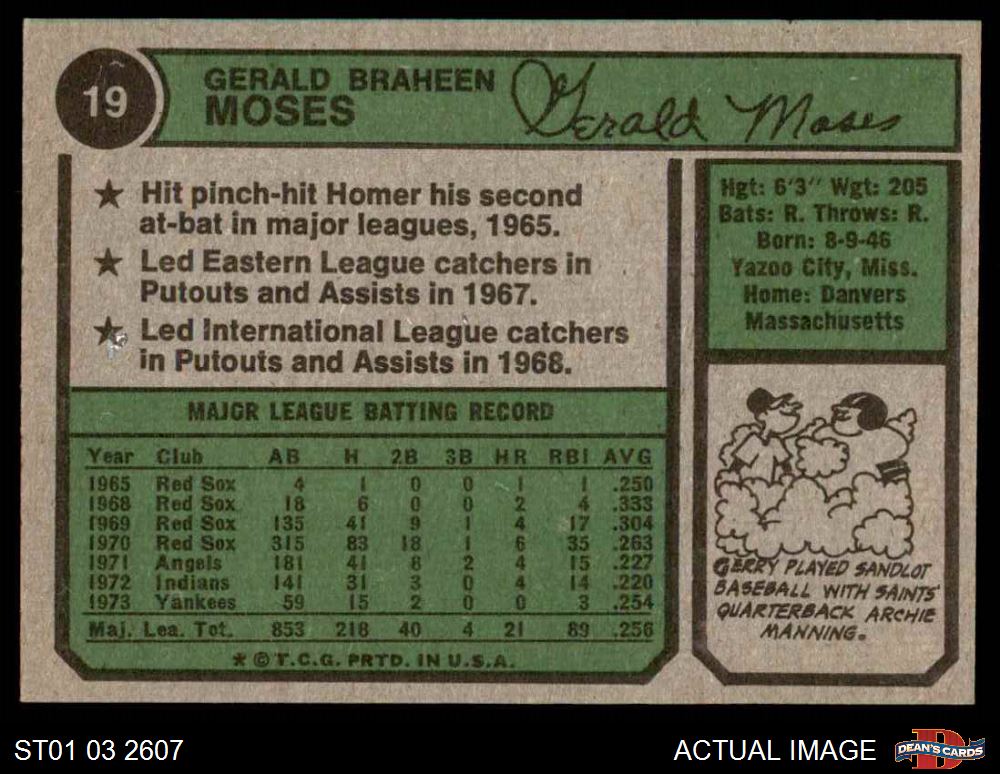 19
GERALD BRAHEEN
MOSES
Gerald Moses
★ Hit pinch-hit Homer his second
at-bat in major leagues, 1965.
★ Led Eastern League catchers in
Putouts and Assists in 1967.
★ Led International League catchers
in Putouts and Assists in 1968.
Hgt: 6'3" Wgt: 205
Bats: R. Throws: R.
Born: 8-9-46
Yazoo City, Miss.
Home: Danvers
Massachusetts
MAJOR LEAGUE BATTING RECORD
Year Club AB H 2B 3B HR RBI AVG
1965 Red Sox 4 1 0 0 1 1 .250
1968 Red Sox 18 6 0 0 2 4 .333
1969 Red Sox 135 41 9 1 4 17 .304
1970 Red Sox 315 83 18 1 6 35 .263
1971 Angels 181 41 8 2 4 15 .227
1972 Indians 141 31 3 0 4 14 .220
1973 Yankees 59 15 2 0 0 3 .254
Maj. Lea. Tot. 853 218 40 4 21 89 .256
★ © T.C.G. PRTD. IN U.S.A.
GERRY PLAYED SANDLOT
BASEBALL WITH SAINTS'
QUARTERBACK ARCHIE
MANNING.
ST01 03 2607
ACTUAL IMAGE
D
DEAN'S CARDS